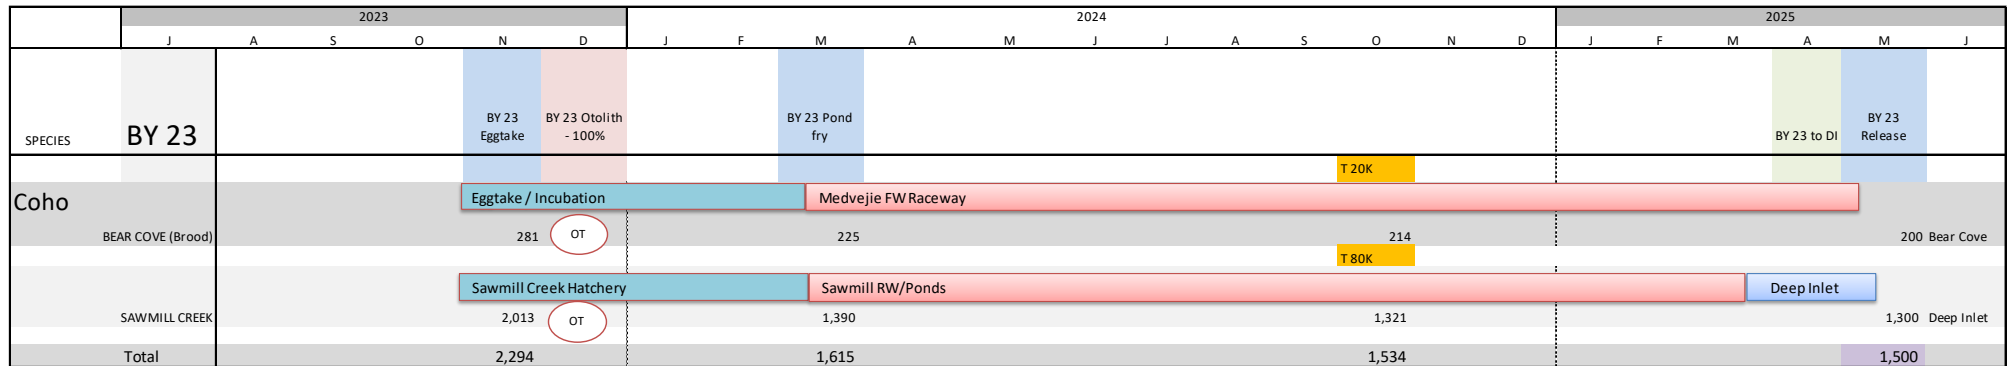 2023 2024 2025
J A S O N D J F M A M J J A S O N D J F M A M J
SPECIES BY 23 BY 23 Eggtake BY 23 Otolith - 100% BY 23 Pond fry BY 23 to DI BY 23 Release
T 20K
Coho Eggtake / Incubation Medvejie FW Raceway
BEAR COVE (Brood) 281 OT 225 214 200 Bear Cove
T 80K
Sawmill Creek Hatchery Sawmill RW/Ponds Deep Inlet
SAWMILL CREEK 2,013 OT 1,390 1,321 1,300 Deep Inlet
Total 2,294 1,615 1,534 1,500